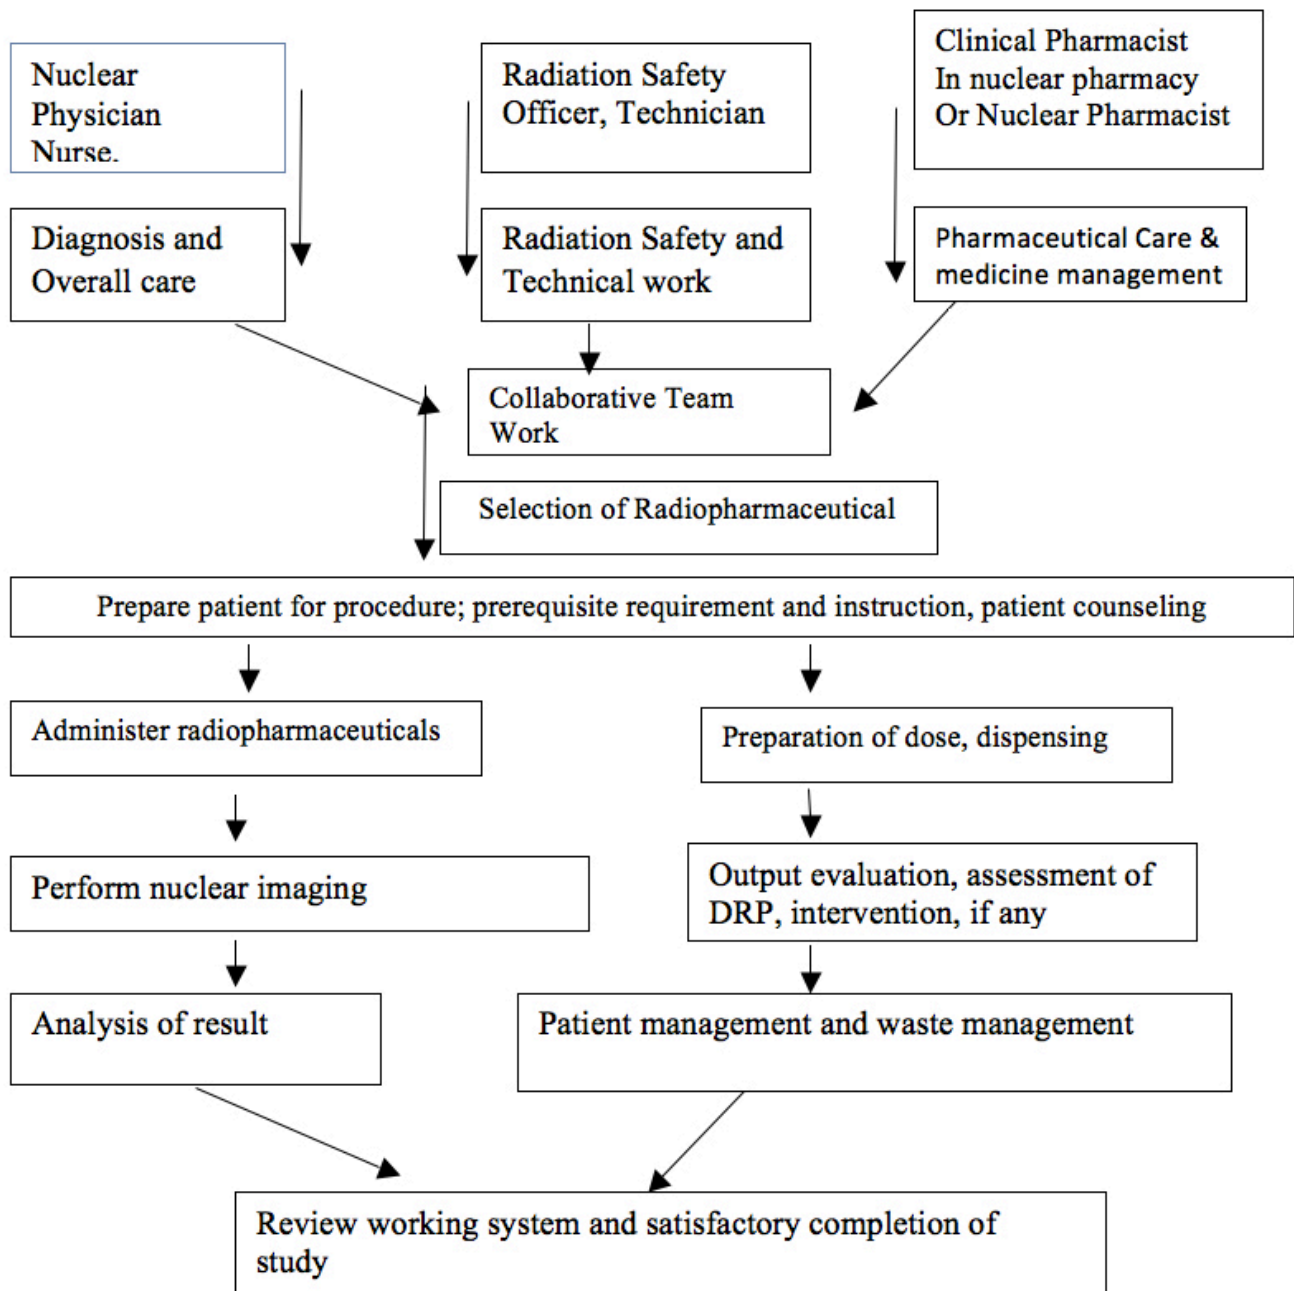 Nuclear
Physician
Nurse.
Radiation Safety
Officer, Technician
Clinical Pharmacist
In nuclear pharmacy
Or Nuclear Pharmacist
Diagnosis and
Overall care
Radiation Safety and
Technical work
Pharmaceutical Care &
medicine management
Collaborative Team
Work
Selection of Radiopharmaceutical
Prepare patient for procedure; prerequisite requirement and instruction, patient counseling
Administer radiopharmaceuticals
Preparation of dose, dispensing
Perform nuclear imaging
Output evaluation, assessment of
DRP, intervention, if any
Analysis of result
Patient management and waste management
Review working system and satisfactory completion of
study